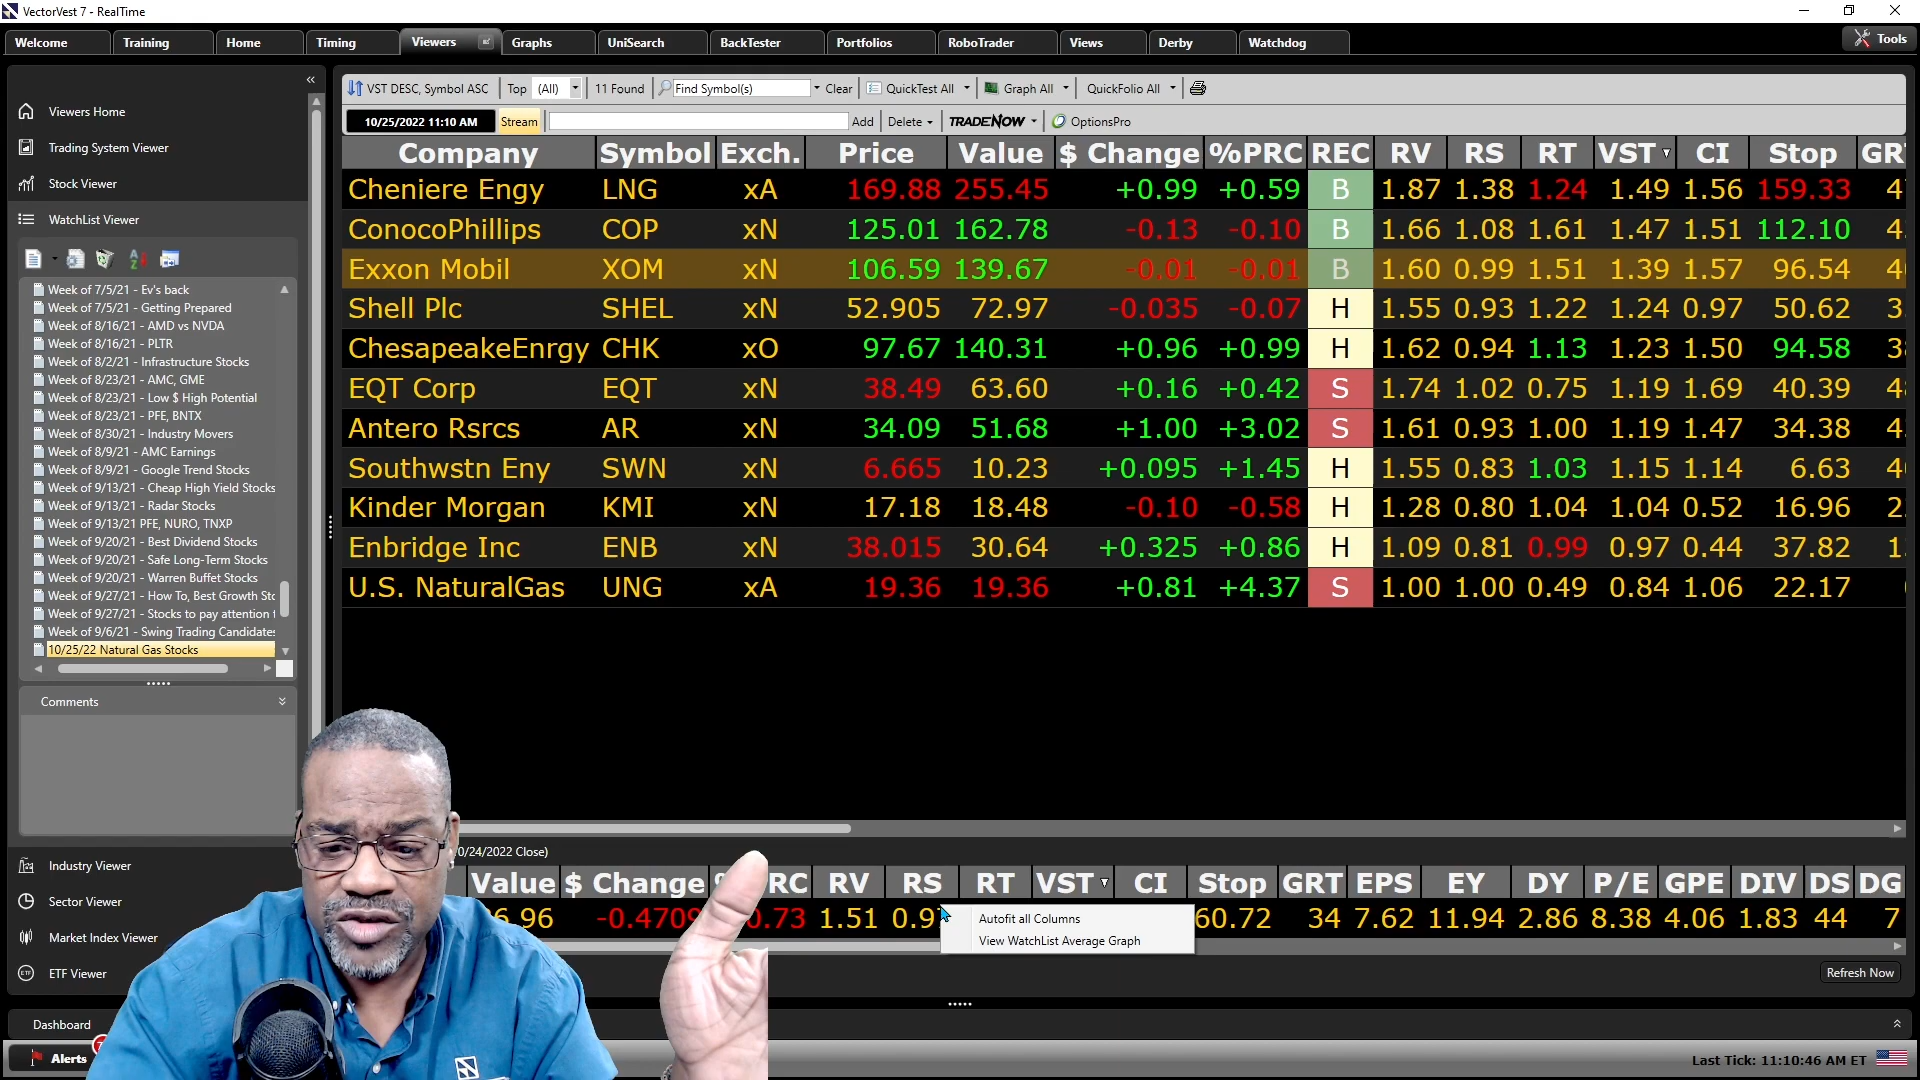 VectorVest 7 - RealTime
Welcome Training Home Timing Viewers Graphs UniSearch BackTester Portfolios RoboTrader Views Derby Watchdog Tools
VST DESC, Symbol ASC Top (All) 11 Found Find Symbol(s) Clear QuickTest All Graph All QuickFolio All
10/25/2022 11:10 AM Stream Add Delete TRADENOW OptionsPro
Viewers Home
Trading System Viewer
Stock Viewer
WatchList Viewer
Week of 7/5/21 - Ev's back
Week of 7/5/21 - Getting Prepared
Week of 8/16/21 - AMD vs NVDA
Week of 8/16/21 - PLTR
Week of 8/2/21 - Infrastructure Stocks
Week of 8/23/21 - AMC, GME
Week of 8/23/21 - Low $ High Potential
Week of 8/23/21 - PFE, BNTX
Week of 8/30/21 - Industry Movers
Week of 8/9/21 - AMC Earnings
Week of 8/9/21 - Google Trend Stocks
Week of 9/13/21 - Cheap High Yield Stocks
Week of 9/13/21 - Radar Stocks
Week of 9/13/21 PFE, NURO, TNXP
Week of 9/20/21 - Best Dividend Stocks
Week of 9/20/21 - Safe Long-Term Stocks
Week of 9/20/21 - Warren Buffet Stocks
Week of 9/27/21 - How To, Best Growth Sto
Week of 9/27/21 - Stocks to pay attention
Week of 9/6/21 - Swing Trading Candidates
10/25/22 Natural Gas Stocks
Comments
Industry Viewer
Sector Viewer
Market Index Viewer
ETF Viewer
Dashboard
Alerts
Company Symbol Exch. Price Value $ Change %PRC REC RV RS RT VST CI Stop GRT
Cheniere Engy LNG xA 169.88 255.45 +0.99 +0.59 B 1.87 1.38 1.24 1.49 1.56 159.33
ConocoPhillips COP xN 125.01 162.78 -0.13 -0.10 B 1.66 1.08 1.61 1.47 1.51 112.10
Exxon Mobil XOM xN 106.59 139.67 -0.01 -0.01 B 1.60 0.99 1.51 1.39 1.57 96.54
Shell Plc SHEL xN 52.905 72.97 -0.035 -0.07 H 1.55 0.93 1.22 1.24 0.97 50.62
ChesapeakeEnrgy CHK xO 97.67 140.31 +0.96 +0.99 H 1.62 0.94 1.13 1.23 1.50 94.58
EQT Corp EQT xN 38.49 63.60 +0.16 +0.42 S 1.74 1.02 0.75 1.19 1.69 40.39
Antero Rsrcs AR xN 34.09 51.68 +1.00 +3.02 S 1.61 0.93 1.00 1.19 1.47 34.38
Southwstn Eny SWN xN 6.665 10.23 +0.095 +1.45 H 1.55 0.83 1.03 1.15 1.14 6.63
Kinder Morgan KMI xN 17.18 18.48 -0.10 -0.58 H 1.28 0.80 1.04 1.04 0.52 16.96
Enbridge Inc ENB xN 38.015 30.64 +0.325 +0.86 H 1.09 0.81 0.99 0.97 0.44 37.82
U.S. NaturalGas UNG xA 19.36 19.36 +0.81 +4.37 S 1.00 1.00 0.49 0.84 1.06 22.17
0/24/2022 Close)
Value $ Change RC RV RS RT VST CI Stop GRT EPS EY DY P/E GPE DIV DS DG
6.96 -0.4709 0.73 1.51 0.9 60.72 34 7.62 11.94 2.86 8.38 4.06 1.83 44 7
Autofit all Columns
View WatchList Average Graph
Refresh Now
Last Tick: 11:10:46 AM ET